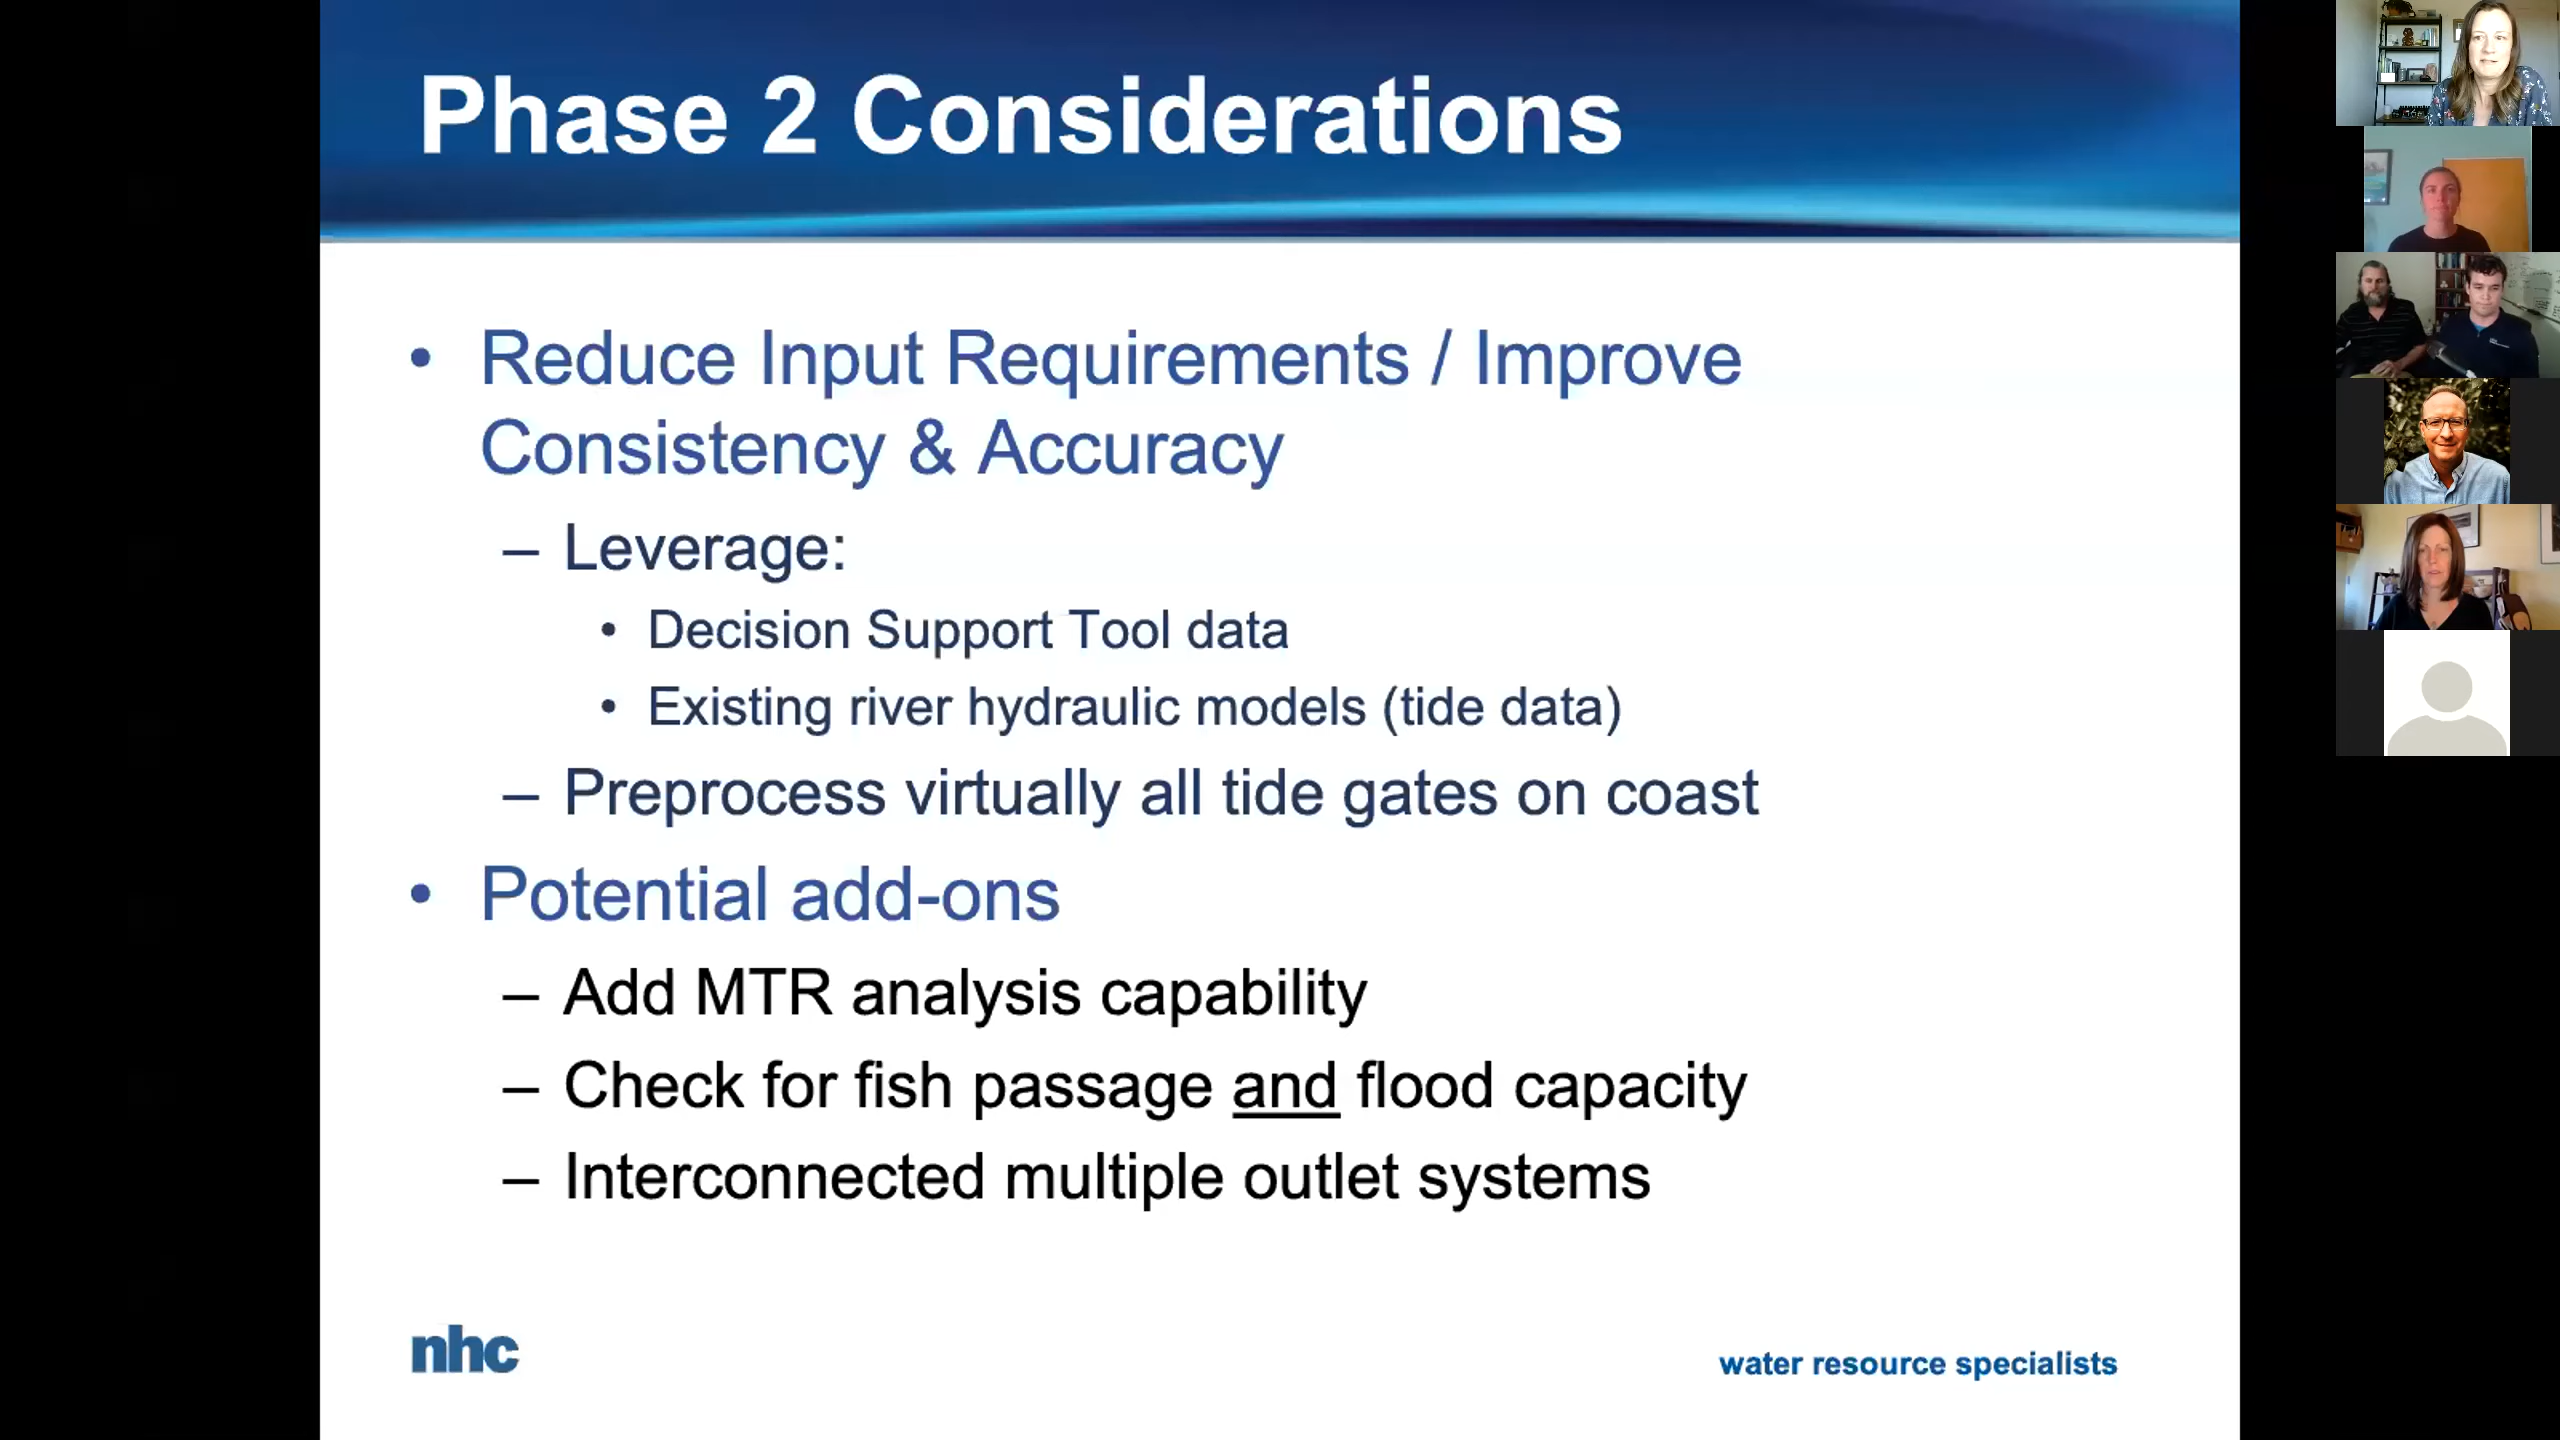 Phase 2 Considerations
• Reduce Input Requirements / Improve
Consistency & Accuracy
– Leverage:
• Decision Support Tool data
• Existing river hydraulic models (tide data)
– Preprocess virtually all tide gates on coast
• Potential add-ons
– Add MTR analysis capability
– Check for fish passage and flood capacity
– Interconnected multiple outlet systems
nhc
water resource specialists